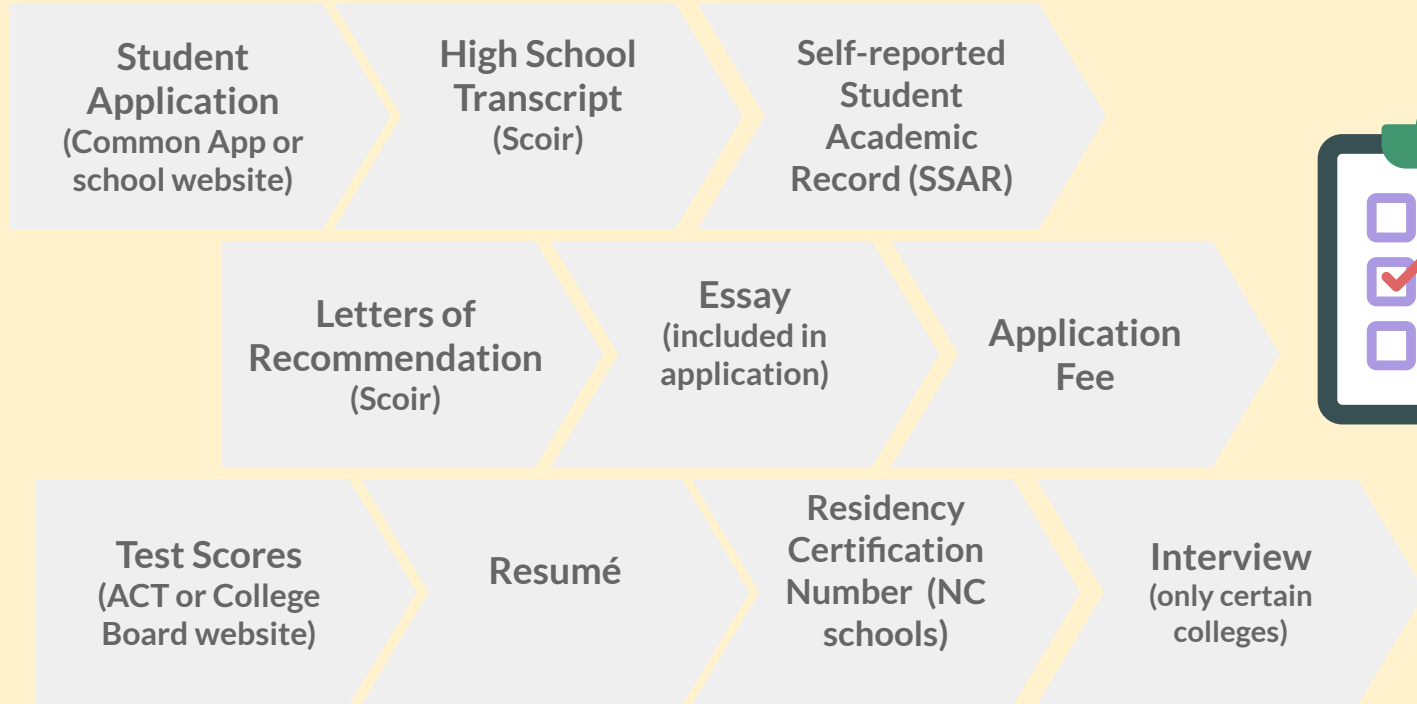 Student
Application
(Common App or
school website)
High School
Transcript
(Scoir)
Self-reported
Student
Academic
Record (SSAR)
Letters of
Recommendation
(Scoir)
Essay
(included in
application)
Application
Fee
Test Scores
(ACT or College
Board website)
Resumé
Residency
Certification
Number (NC
schools)
Interview
(only certain
colleges)